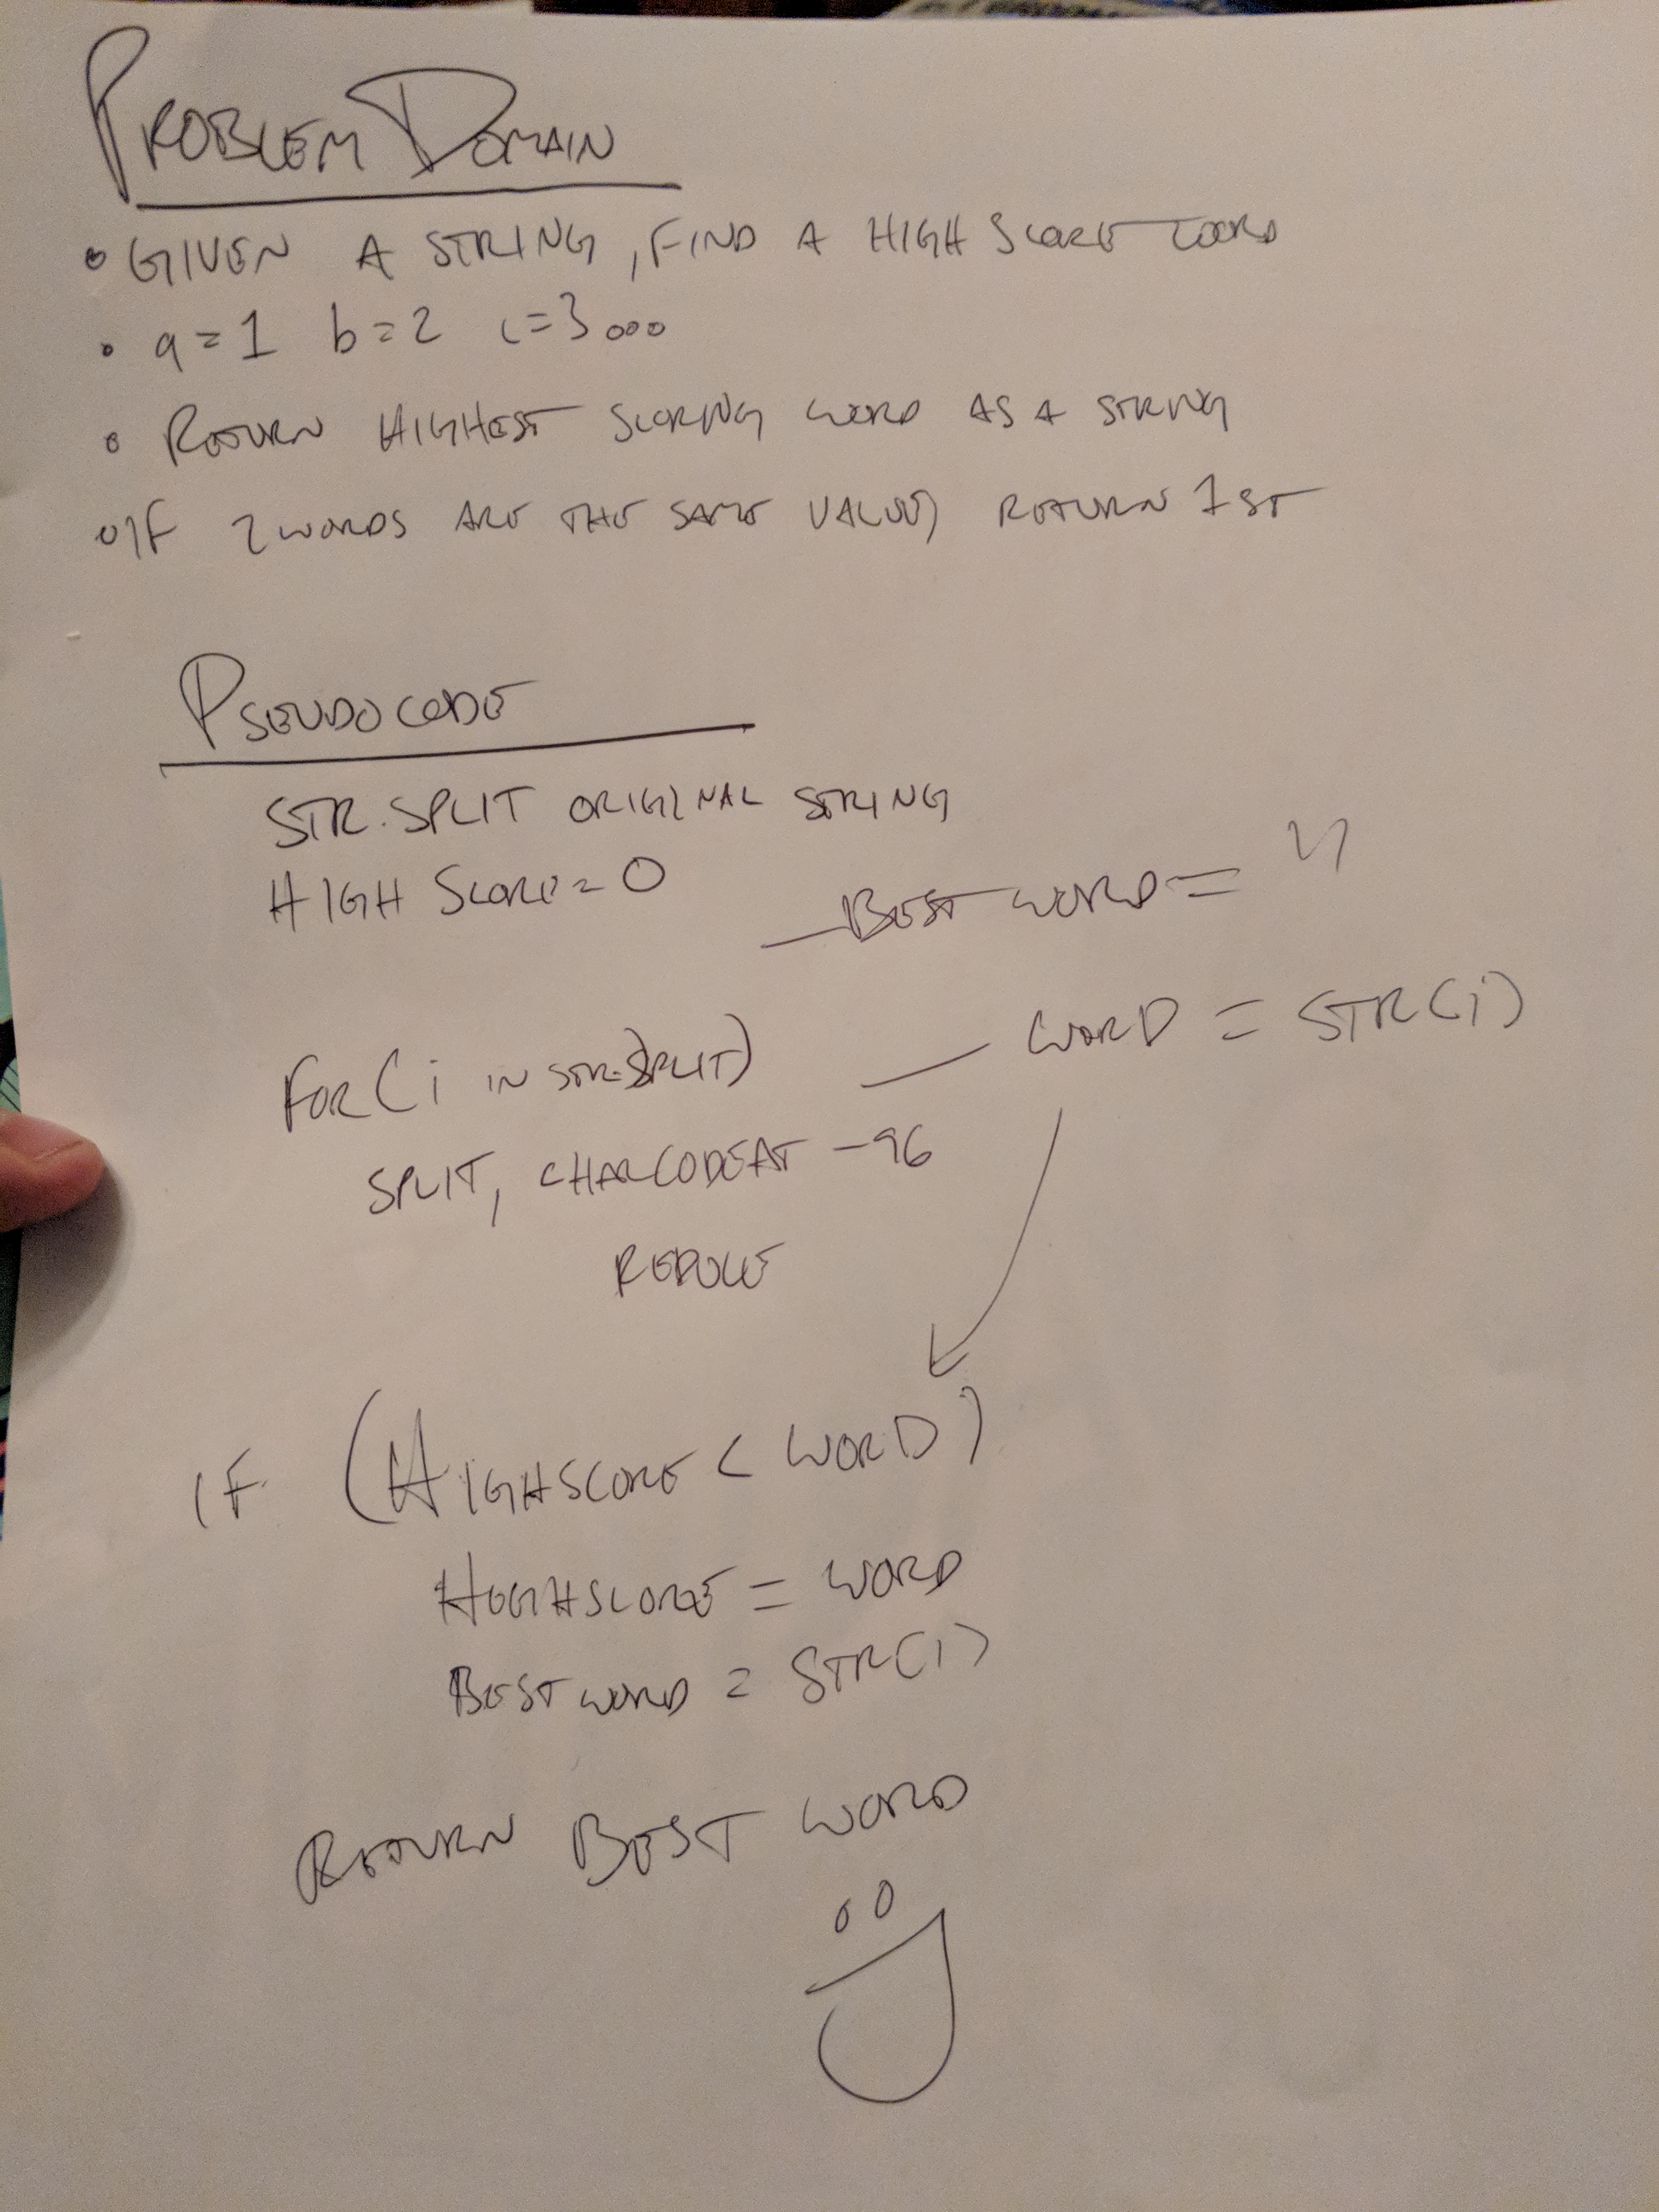 PROBLEM DOMAIN
• GIVEN A STRING, FIND A HIGH SCORE WORD
• a = 1 b = 2 c = 3 ooo
• RETURN HIGHEST SCORING WORD AS A STRING
• IF 2 WORDS ARE THE SAME VALUE, RETURN 1ST
PSEUDOCODE
STR.SPLIT ORIGINAL STRING
HIGH SCORE = 0
— BEST WORD = ''
FOR (i IN STR.SPLIT) — WORD = STR(i)
SPLIT, CHARCODEAT - 96
REDUCE
IF (HIGHSCORE < WORD)
HIGHSCORE = WORD
BEST WORD = STR(i)
RETURN BEST WORD